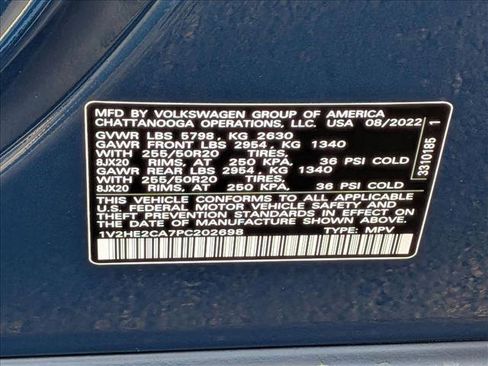 MFD BY VOLKSWAGEN GROUP OF AMERICA
CHATTANOOGA OPERATIONS, LLC. USA 08/2022
GVWR LBS 5798, KG 2630
GAWR FRONT LBS 2954, KG 1340
WITH 255/50R20 TIRES,
8JX20 RIMS, AT 250 KPA, 36 PSI COLD
GAWR REAR LBS 2954, KG 1340
WITH 255/50R20 TIRES,
8JX20 RIMS, AT 250 KPA, 36 PSI COLD
THIS VEHICLE CONFORMS TO ALL APPLICABLE
U.S. FEDERAL MOTOR VEHICLE SAFETY AND
THEFT PREVENTION STANDARDS IN EFFECT ON
THE DATE OF MANUFACTURE SHOWN ABOVE.
1V2HE2CA7PC202698 TYPE: MPV
3310185 1